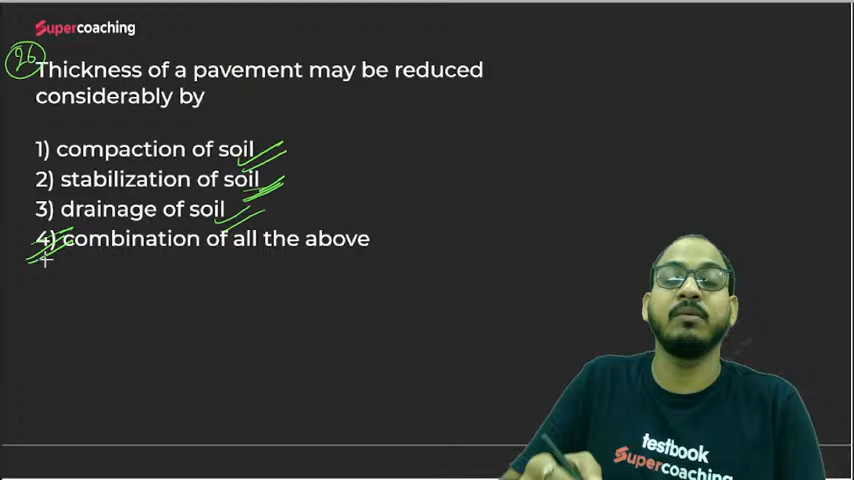 Supercoaching
26
Thickness of a pavement may be reduced
considerably by
1) compaction of soil
2) stabilization of soil
3) drainage of soil
4) combination of all the above
testbook
Supercoaching